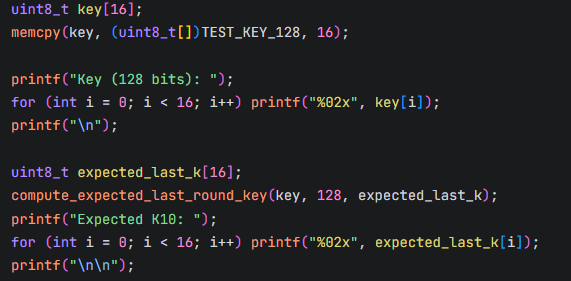 uint8_t key[16];
memcpy(key, (uint8_t[])TEST_KEY_128, 16);
printf("Key (128 bits): ");
for (int i = 0; i < 16; i++) printf("%02x", key[i]);
printf("\n");
uint8_t expected_last_k[16];
compute_expected_last_round_key(key, 128, expected_last_k);
printf("Expected K10: ");
for (int i = 0; i < 16; i++) printf("%02x", expected_last_k[i]);
printf("\n\n");